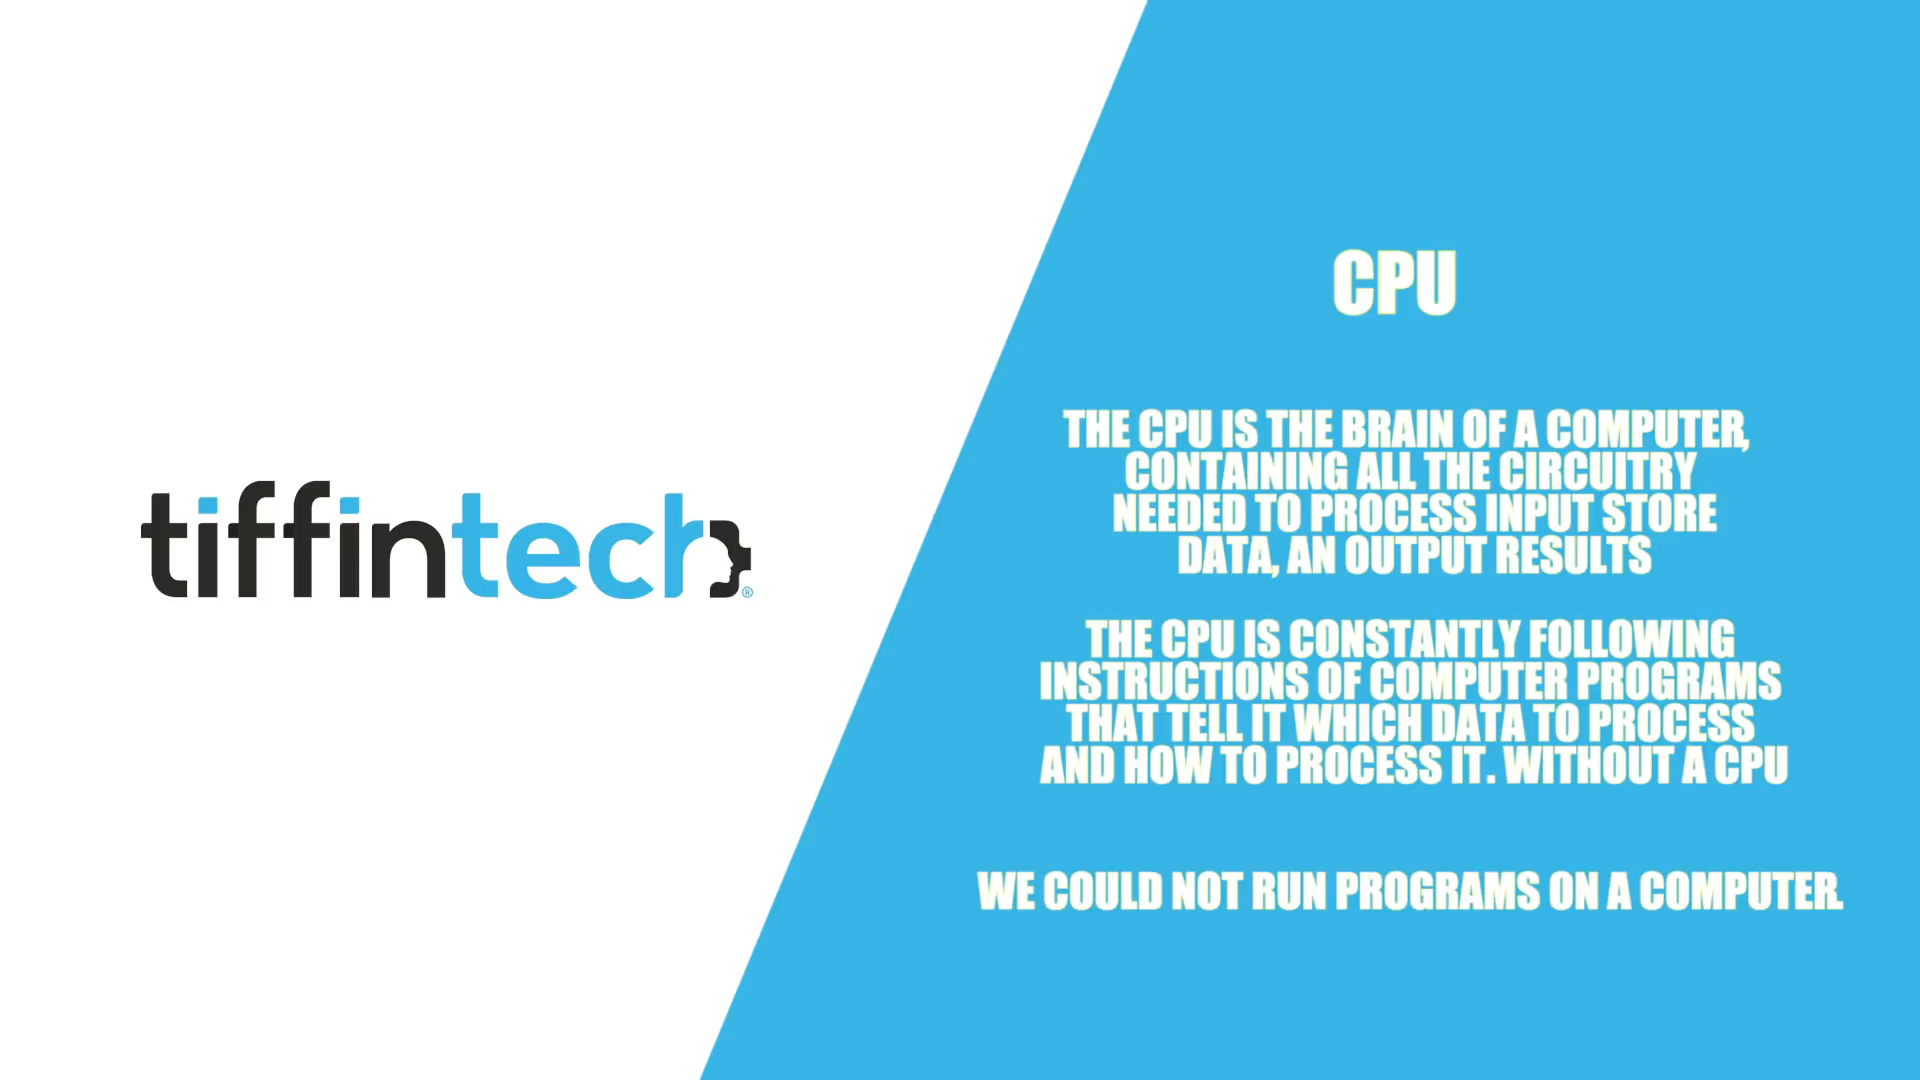 tiffintech®
CPU
THE CPU IS THE BRAIN OF A COMPUTER,
CONTAINING ALL THE CIRCUITRY
NEEDED TO PROCESS INPUT STORE
DATA, AN OUTPUT RESULTS
THE CPU IS CONSTANTLY FOLLOWING
INSTRUCTIONS OF COMPUTER PROGRAMS
THAT TELL IT WHICH DATA TO PROCESS
AND HOW TO PROCESS IT. WITHOUT A CPU
WE COULD NOT RUN PROGRAMS ON A COMPUTER.